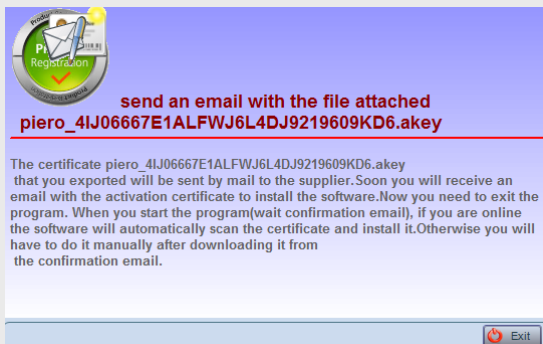 Pr
Registration
send an email with the file attached
piero_4IJ06667E1ALFWJ6L4DJ9219609KD6.akey
The certificate piero_4IJ06667E1ALFWJ6L4DJ9219609KD6.akey
that you exported will be sent by mail to the supplier.Soon you will receive an
email with the activation certificate to install the software.Now you need to exit the
program. When you start the program(wait confirmation email), if you are online
the software will automatically scan the certificate and install it.Otherwise you will
have to do it manually after downloading it from
the confirmation email.
Exit